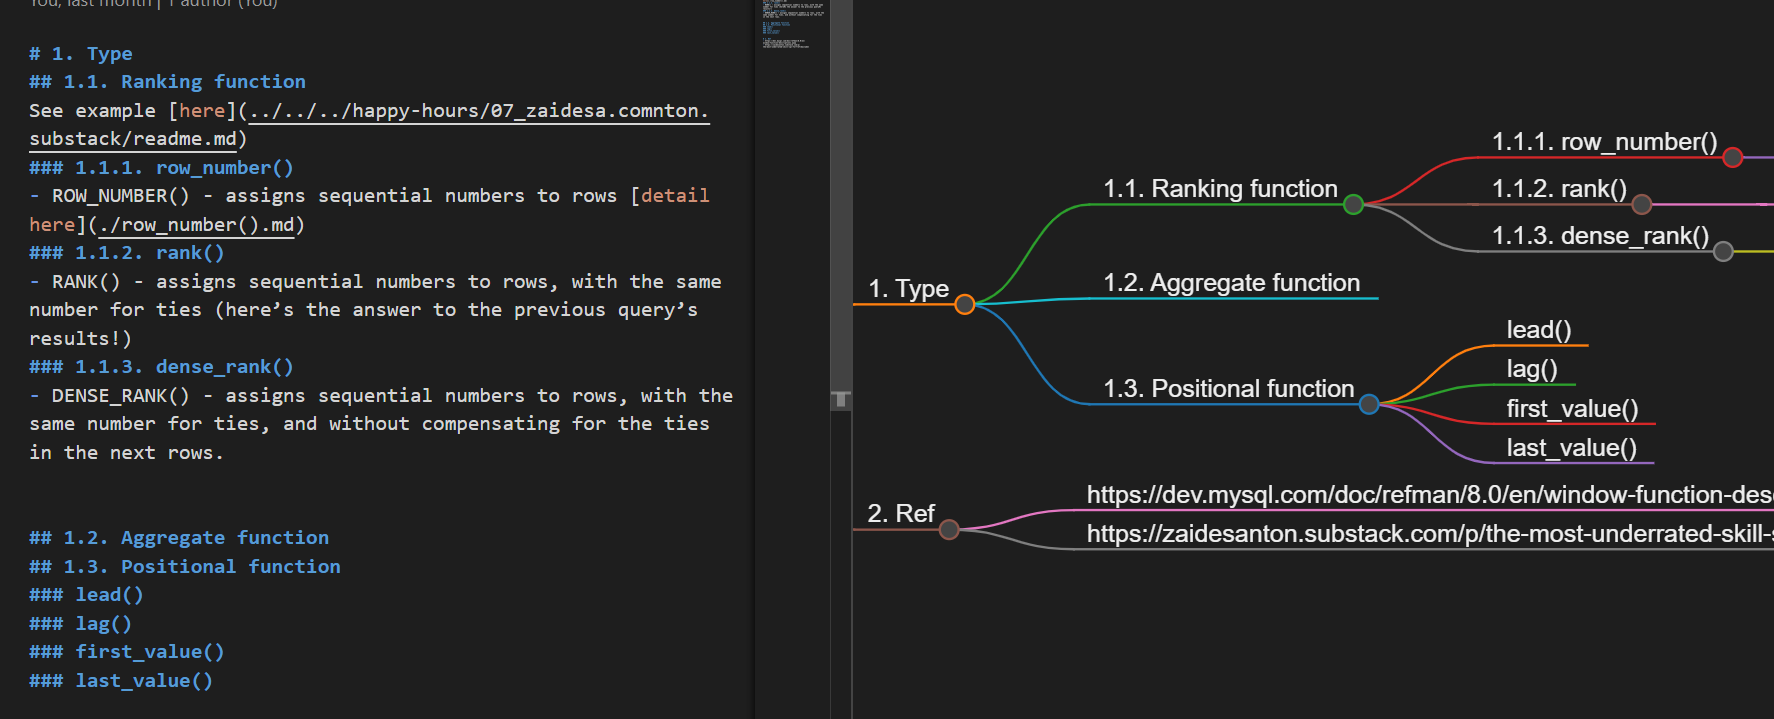 You, last month | 1 author (You)
# 1. Type
## 1.1. Ranking function
See example [here](../../../happy-hours/07_zaidesa.comnton.
substack/readme.md)
### 1.1.1. row_number()
- ROW_NUMBER() - assigns sequential numbers to rows [detail
here](./row_number().md)
### 1.1.2. rank()
- RANK() - assigns sequential numbers to rows, with the same
number for ties (here’s the answer to the previous query’s
results!)
### 1.1.3. dense_rank()
- DENSE_RANK() - assigns sequential numbers to rows, with the
same number for ties, and without compensating for the ties
in the next rows.
## 1.2. Aggregate function
## 1.3. Positional function
### lead()
### lag()
### first_value()
### last_value()
1. Type
1.1. Ranking function
1.1.1. row_number()
1.1.2. rank()
1.1.3. dense_rank()
1.2. Aggregate function
1.3. Positional function
lead()
lag()
first_value()
last_value()
2. Ref
https://dev.mysql.com/doc/refman/8.0/en/window-function-des
https://zaidesanton.substack.com/p/the-most-underrated-skill-s